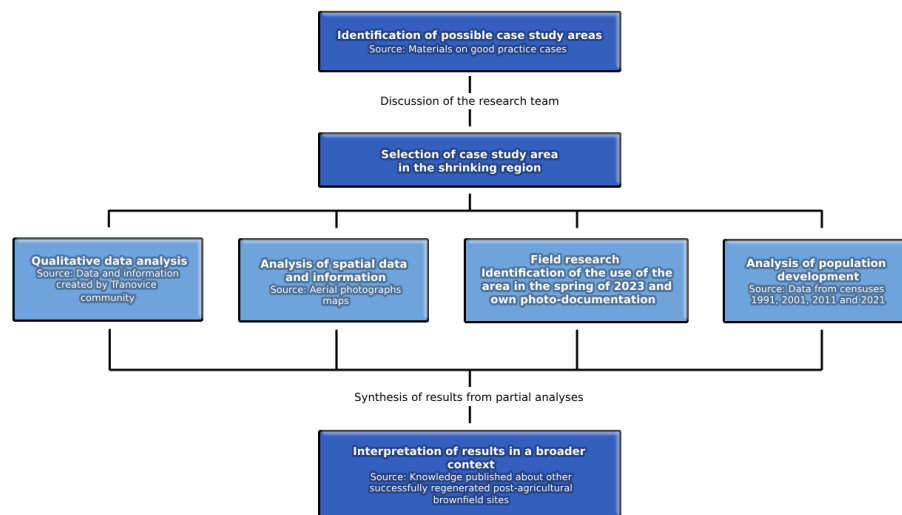 Identification of possible case study areas
Source: Materials on good practice cases
Discussion of the research team
Selection of case study area
in the shrinking region
Qualitative data analysis
Source: Data and information
created by Třanovice
community
Analysis of spatial data
and information
Source: Aerial photographs
maps
Field research
Identification of the use of the
area in the spring of 2023 and
own photo-documentation
Analysis of population
development
Source: Data from censuses
1991, 2001, 2011 and 2021
Synthesis of results from partial analyses
Interpretation of results in a broader
context
Source: Knowledge published about other
successfully regenerated post-agricultural
brownfield sites